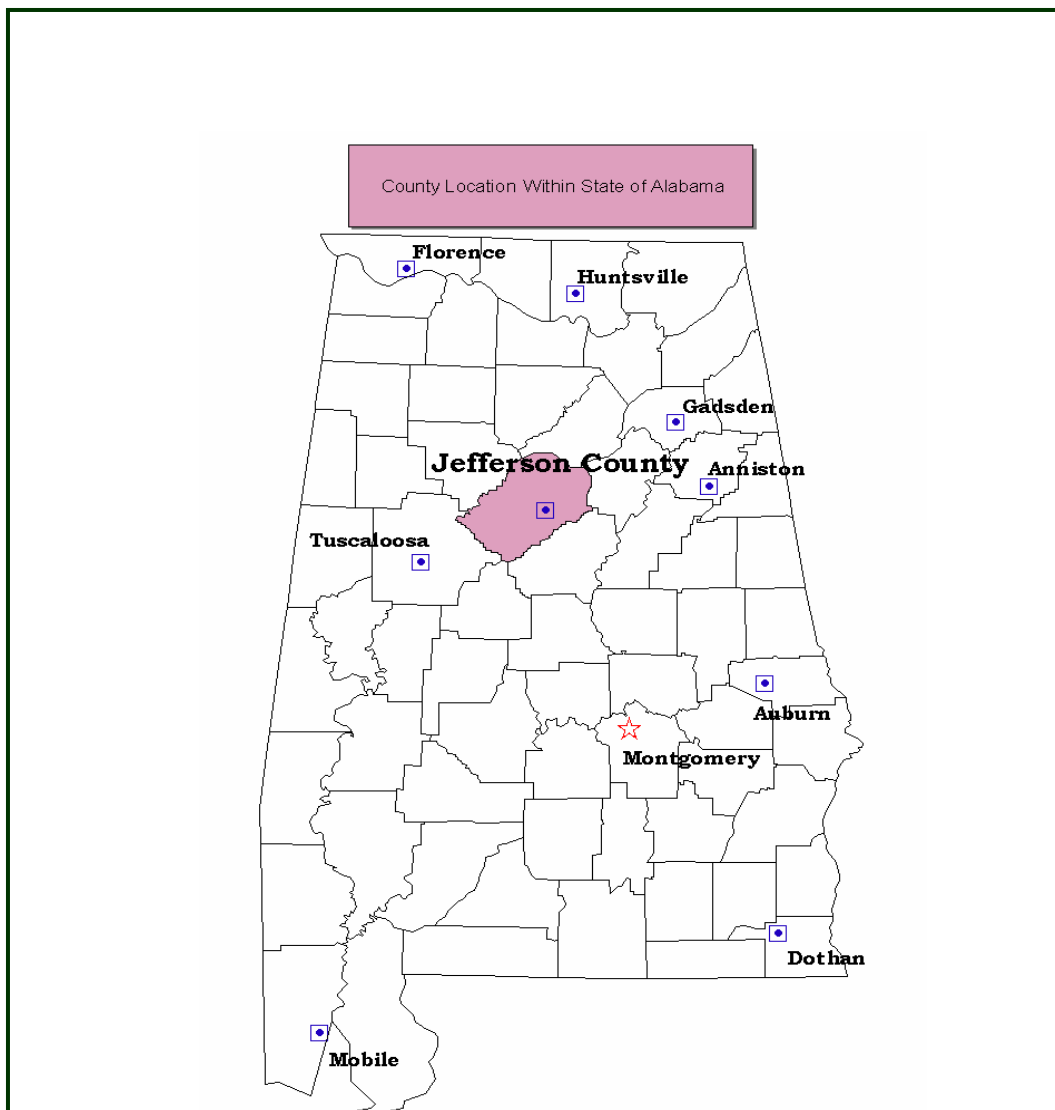 County Location Within State of Alabama
Florence
Huntsville
Gadsden
Jefferson County
Anniston
Tuscaloosa
Auburn
Montgomery
Dothan
Mobile